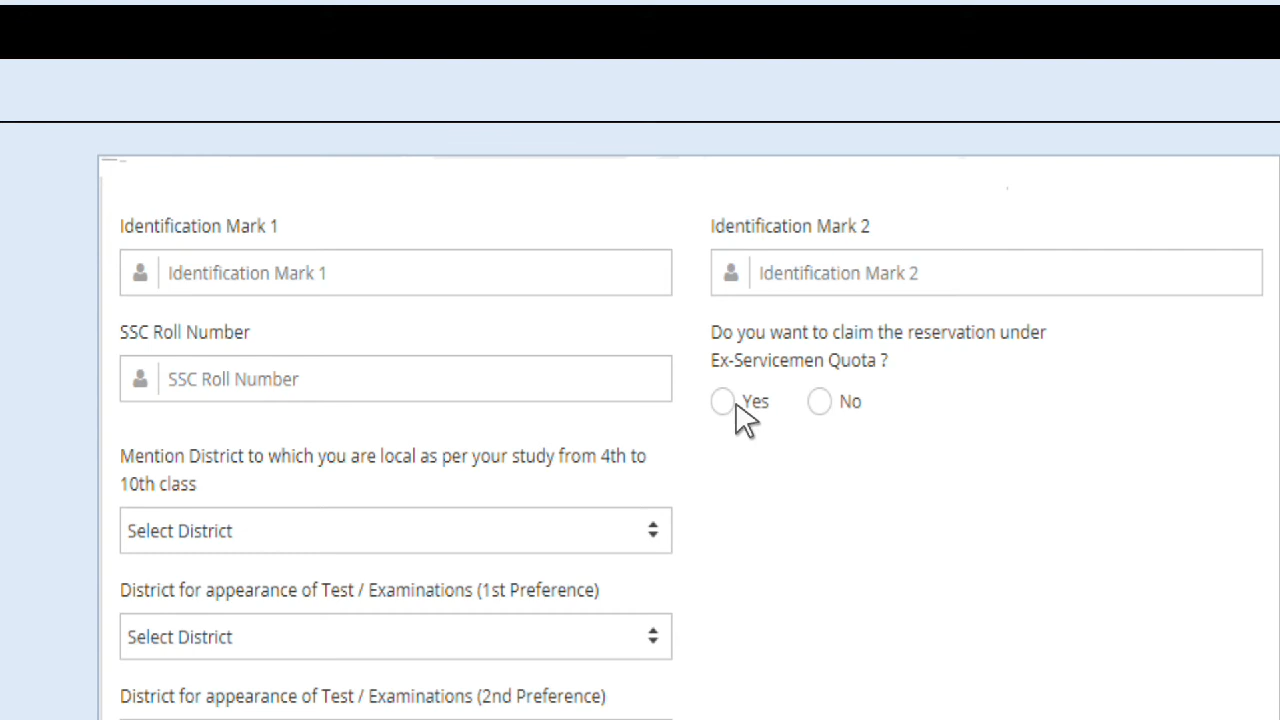 Identification Mark 1
Identification Mark 2
Identification Mark 1
Identification Mark 2
SSC Roll Number
Do you want to claim the reservation under
Ex-Servicemen Quota ?
SSC Roll Number
Yes
No
Mention District to which you are local as per your study from 4th to
10th class
Select District
District for appearance of Test / Examinations (1st Preference)
Select District
District for appearance of Test / Examinations (2nd Preference)